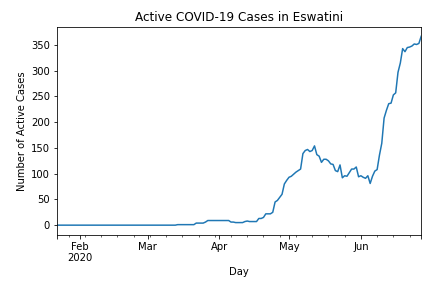 Active COVID-19 Cases in Eswatini
350
300
250
200
150
100
50
0
Number of Active Cases
Feb
2020
Mar
Apr
May
Jun
Day